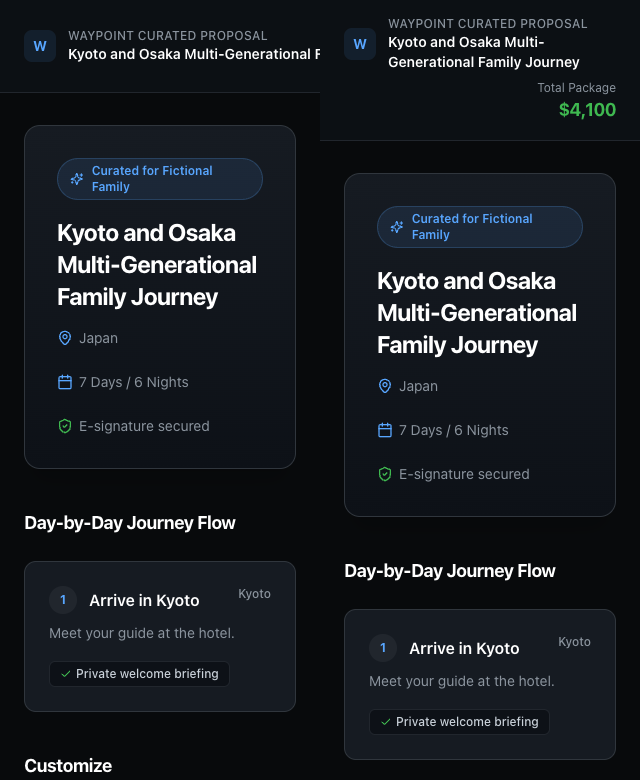 W
WAYPOINT CURATED PROPOSAL
Kyoto and Osaka Multi-Generational F
Curated for Fictional
Family
Kyoto and Osaka
Multi-Generational
Family Journey
Japan
7 Days / 6 Nights
E-signature secured
Day-by-Day Journey Flow
1
Arrive in Kyoto
Kyoto
Meet your guide at the hotel.
Private welcome briefing
Customize
W
WAYPOINT CURATED PROPOSAL
Kyoto and Osaka Multi-
Generational Family Journey
Total Package
$4,100
Curated for Fictional
Family
Kyoto and Osaka
Multi-Generational
Family Journey
Japan
7 Days / 6 Nights
E-signature secured
Day-by-Day Journey Flow
1
Arrive in Kyoto
Kyoto
Meet your guide at the hotel.
Private welcome briefing